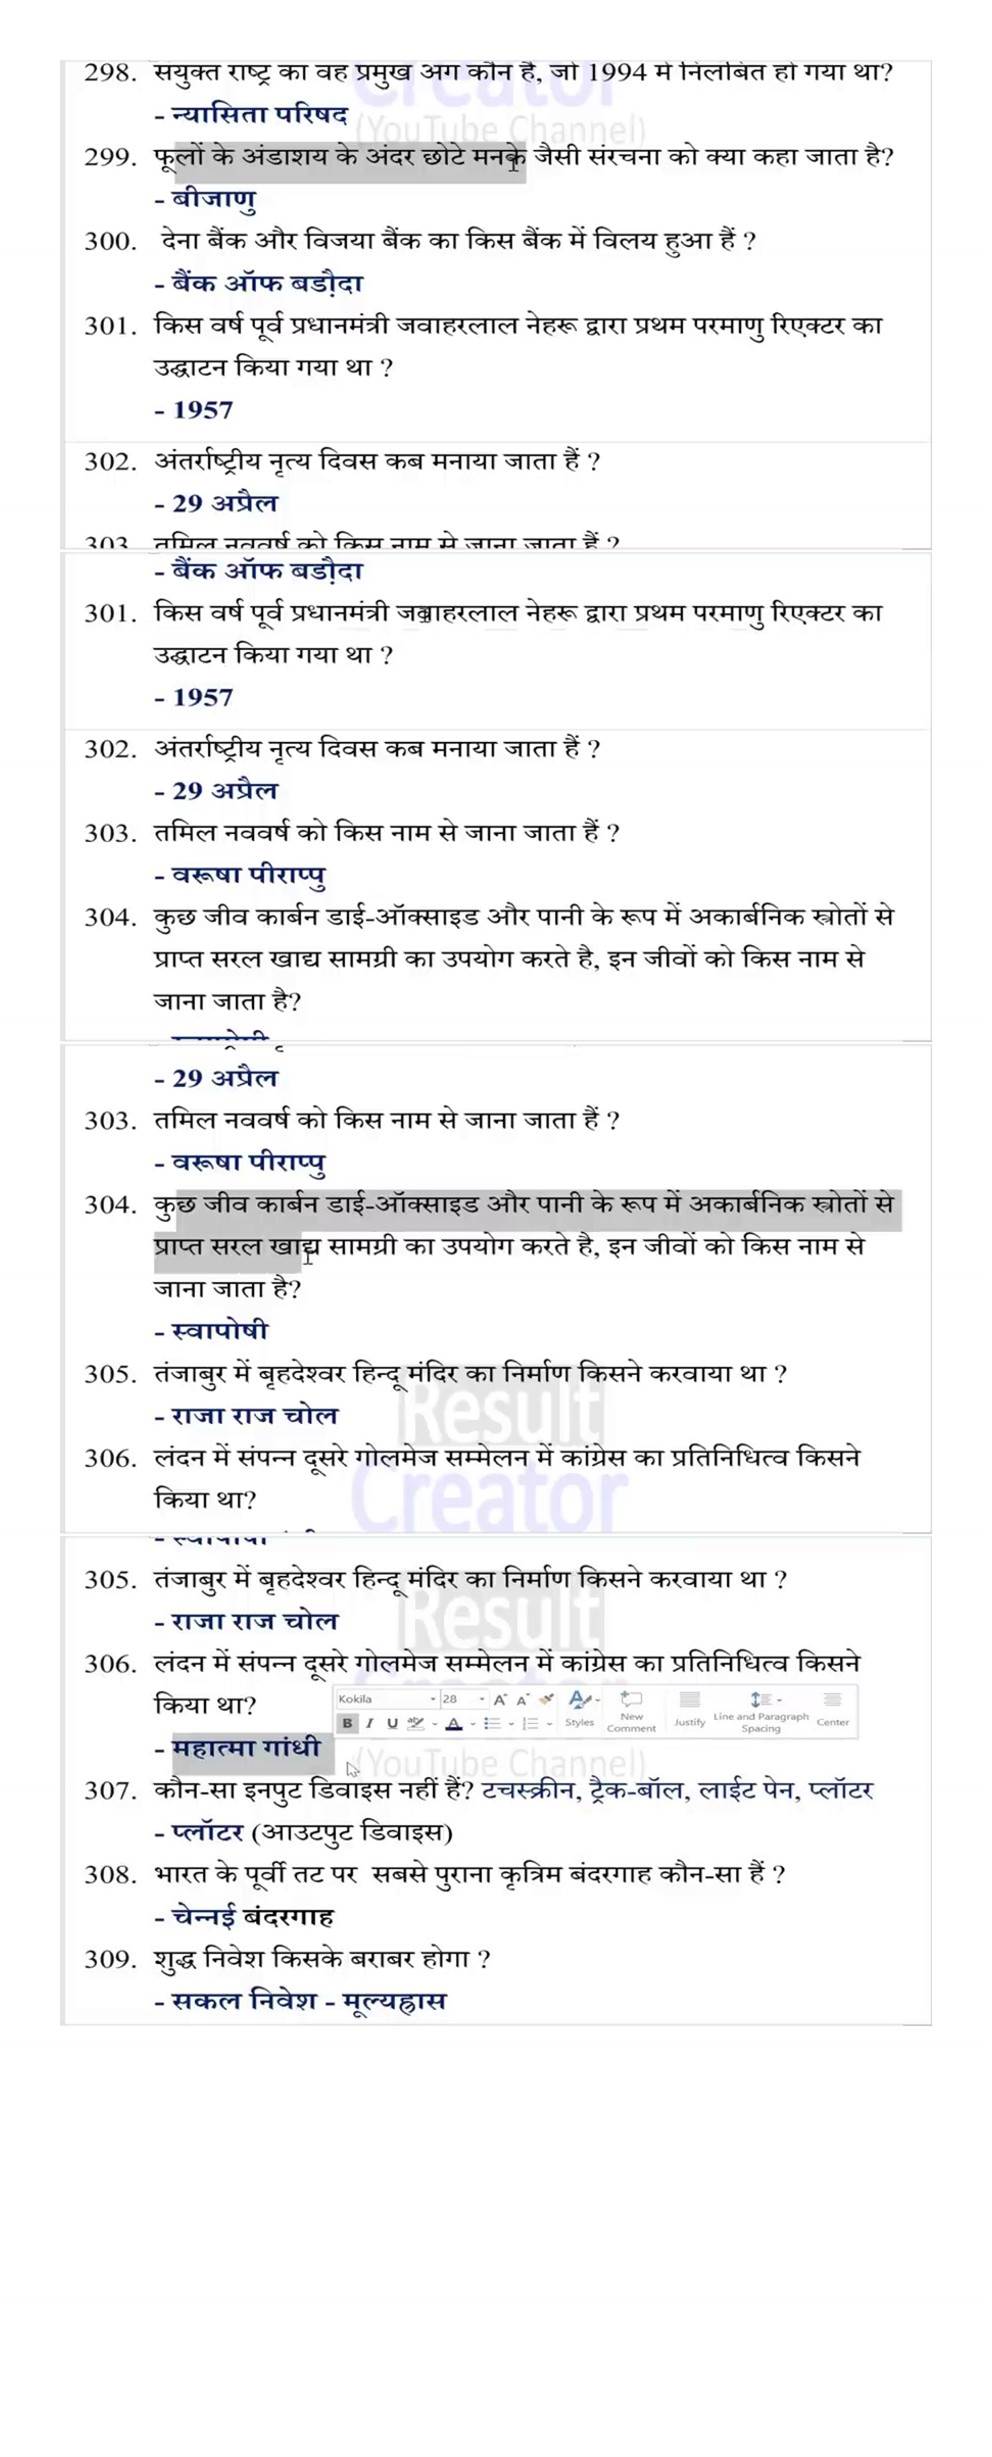 298. सयुक्त राष्ट्र का वह प्रमुख अग कौन है, जो 1994 में निलंबित हो गया था?
- न्यासिता परिषद
(YouTube Channel)
299. फूलों के अंडाशय के अंदर छोटे मनके जैसी संरचना को क्या कहा जाता है?
- बीजाणु
300. देना बैंक और विजया बैंक का किस बैंक में विलय हुआ हैं ?
- बैंक ऑफ बडौ़दा
301. किस वर्ष पूर्व प्रधानमंत्री जवाहरलाल नेहरू द्वारा प्रथम परमाणु रिएक्टर का
उद्घाटन किया गया था ?
- 1957
302. अंतर्राष्ट्रीय नृत्य दिवस कब मनाया जाता हैं ?
- 29 अप्रैल
303. तमिल नववर्ष को किस नाम से जाना जाता हैं ?
- बैंक ऑफ बडौ़दा
301. किस वर्ष पूर्व प्रधानमंत्री जवाहरलाल नेहरू द्वारा प्रथम परमाणु रिएक्टर का
उद्घाटन किया गया था ?
- 1957
302. अंतर्राष्ट्रीय नृत्य दिवस कब मनाया जाता हैं ?
- 29 अप्रैल
303. तमिल नववर्ष को किस नाम से जाना जाता हैं ?
- वरूषा पीराप्पु
304. कुछ जीव कार्बन डाई-ऑक्साइड और पानी के रूप में अकार्बनिक स्त्रोतों से
प्राप्त सरल खाद्य सामग्री का उपयोग करते है, इन जीवों को किस नाम से
जाना जाता है?
- 29 अप्रैल
303. तमिल नववर्ष को किस नाम से जाना जाता हैं ?
- वरूषा पीराप्पु
304. कुछ जीव कार्बन डाई-ऑक्साइड और पानी के रूप में अकार्बनिक स्त्रोतों से
प्राप्त सरल खाद्य सामग्री का उपयोग करते है, इन जीवों को किस नाम से
जाना जाता है?
- स्वापोषी
305. तंजाबुर में बृहदेश्वर हिन्दू मंदिर का निर्माण किसने करवाया था ?
Result
- राजा राज चोल
306. लंदन में संपन्न दूसरे गोलमेज सम्मेलन में कांग्रेस का प्रतिनिधित्व किसने
Creator
किया था?
305. तंजाबुर में बृहदेश्वर हिन्दू मंदिर का निर्माण किसने करवाया था ?
Result
- राजा राज चोल
306. लंदन में संपन्न दूसरे गोलमेज सम्मेलन में कांग्रेस का प्रतिनिधित्व किसने
किया था?
Kokila 28 A A A
B I U A Styles New Comment Justify Line and Paragraph Spacing Center
- महात्मा गांधी
(YouTube Channel)
307. कौन-सा इनपुट डिवाइस नहीं हैं? टचस्क्रीन, ट्रैक-बॉल, लाईट पेन, प्लॉटर
- प्लॉटर (आउटपुट डिवाइस)
308. भारत के पूर्वी तट पर सबसे पुराना कृत्रिम बंदरगाह कौन-सा हैं ?
- चेन्नई बंदरगाह
309. शुद्ध निवेश किसके बराबर होगा ?
- सकल निवेश - मूल्यह्रास